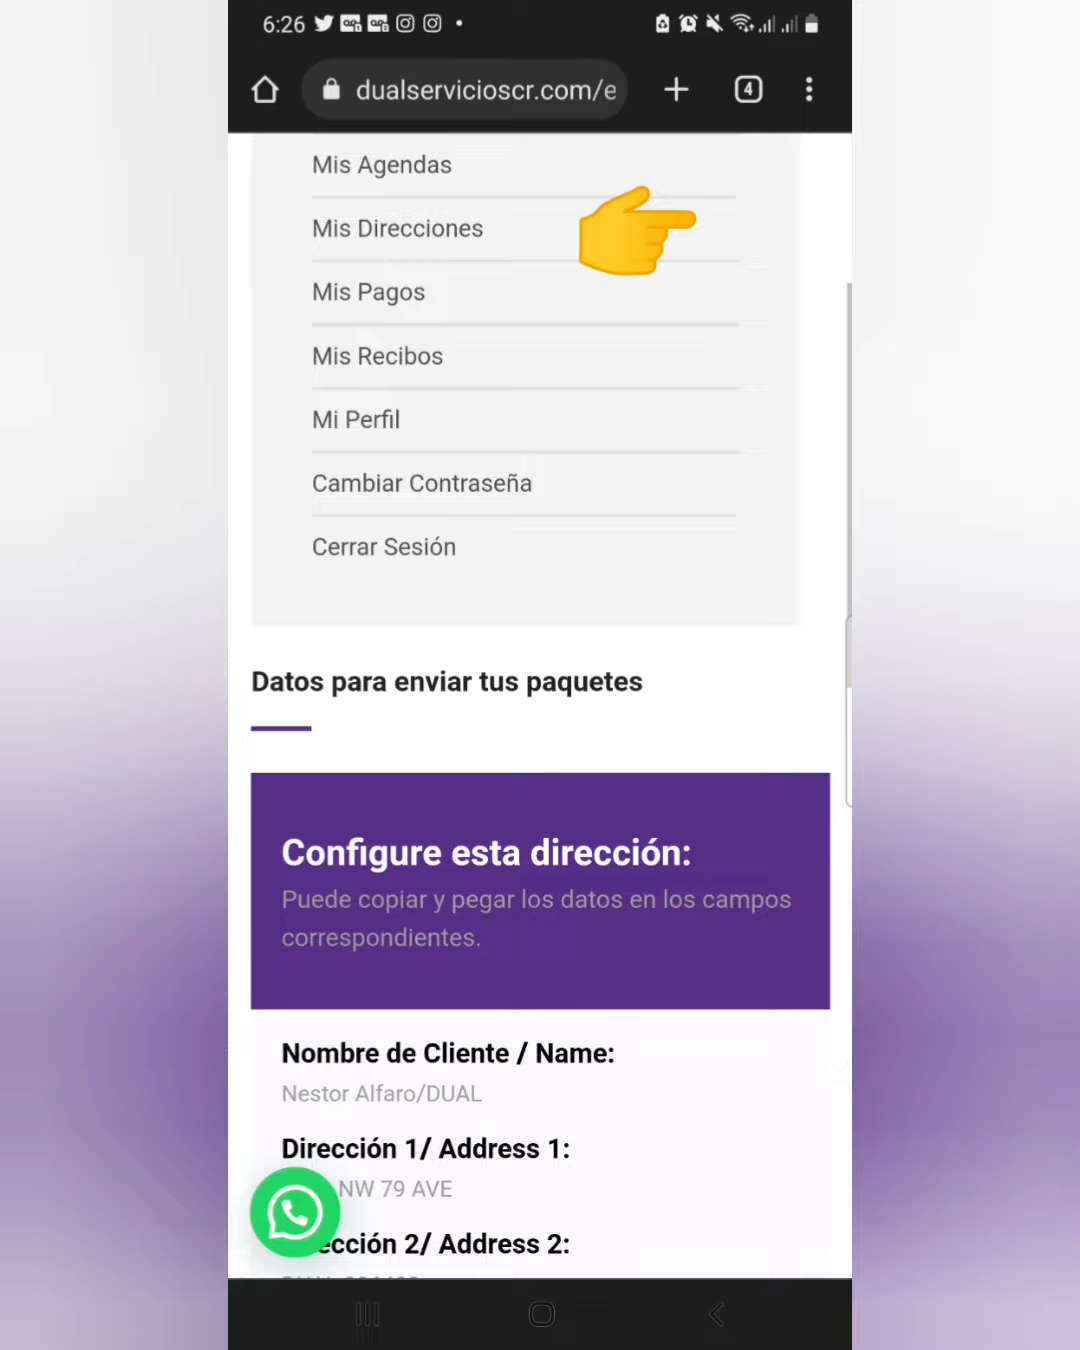 6:26
dualservicioscr.com/e
4
Mis Agendas
Mis Direcciones
Mis Pagos
Mis Recibos
Mi Perfil
Cambiar Contraseña
Cerrar Sesión
Datos para enviar tus paquetes
Configure esta dirección:
Puede copiar y pegar los datos en los campos
correspondientes.
Nombre de Cliente / Name:
Nestor Alfaro/DUAL
Dirección 1/ Address 1:
NW 79 AVE
ección 2/ Address 2: